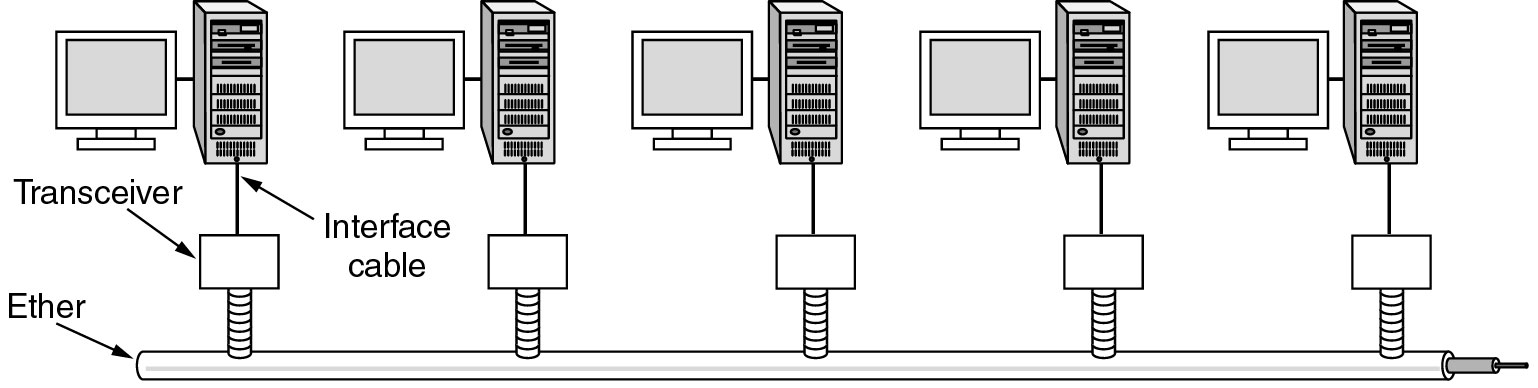 Transceiver
Interface
cable
Ether